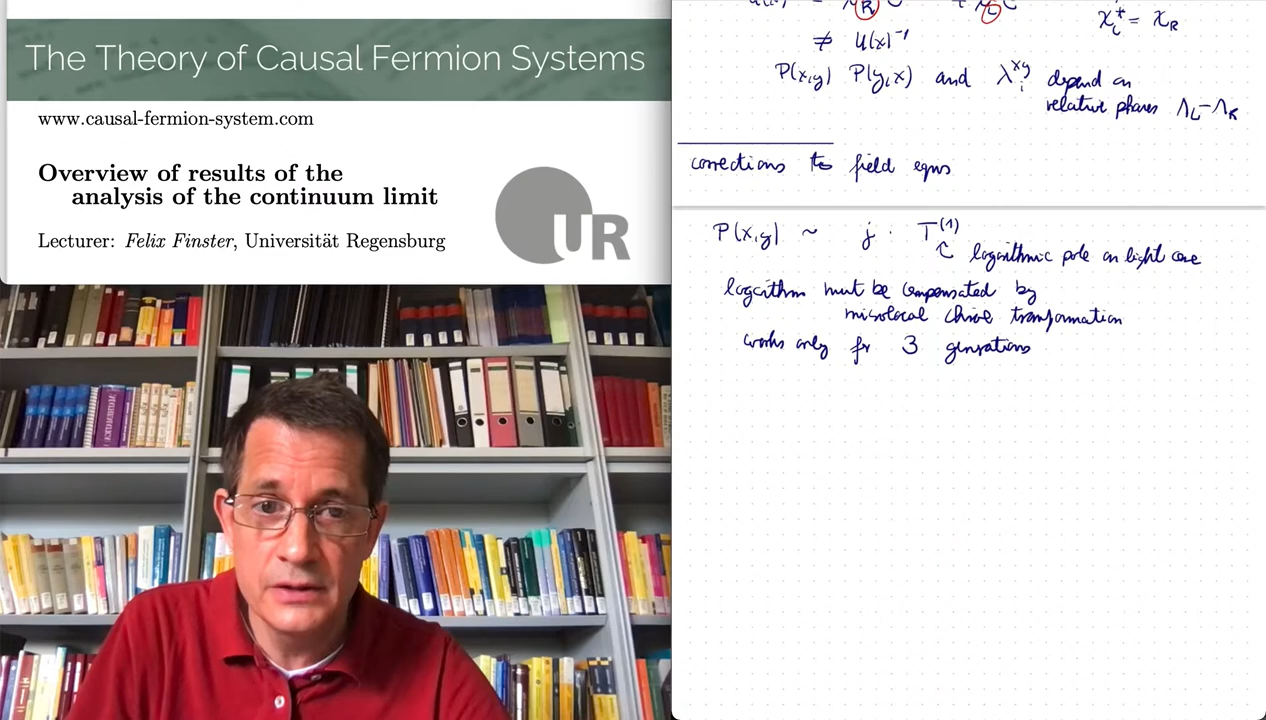 The Theory of Causal Fermion Systems
www.causal-fermion-system.com
Overview of results of the
analysis of the continuum limit
Lecturer: Felix Finster, Universität Regensburg
UR
χ_L^* = χ_R
≠ U(x)⁻¹
P(x,y) P(y,x) and λ_i^{xy} depend on
relative phases Λ_L − Λ_R
corrections to field eqns
P(x,y) ~ j · T^{(1)}
logarithmic pole on light cone
logarithm must be compensated by
microlocal chiral transformation
works only for 3 generations